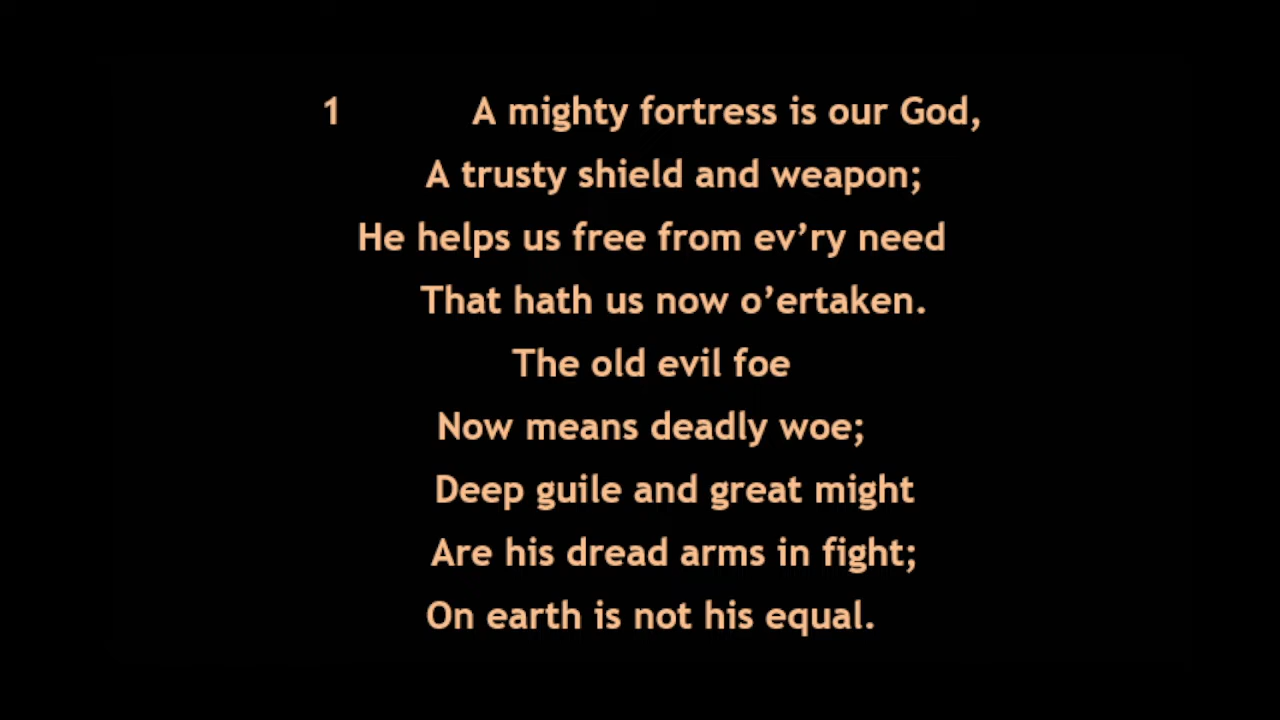 1 A mighty fortress is our God,
A trusty shield and weapon;
He helps us free from ev’ry need
That hath us now o’ertaken.
The old evil foe
Now means deadly woe;
Deep guile and great might
Are his dread arms in fight;
On earth is not his equal.